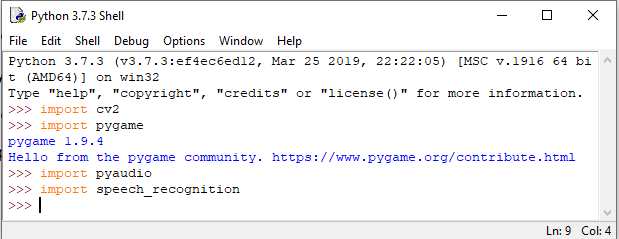 Python 3.7.3 Shell
File Edit Shell Debug Options Window Help
Python 3.7.3 (v3.7.3:ef4ec6ed12, Mar 25 2019, 22:22:05) [MSC v.1916 64 bi
t (AMD64)] on win32
Type "help", "copyright", "credits" or "license()" for more information.
>>> import cv2
>>> import pygame
pygame 1.9.4
Hello from the pygame community. https://www.pygame.org/contribute.html
>>> import pyaudio
>>> import speech_recognition
>>>
Ln: 9 Col: 4